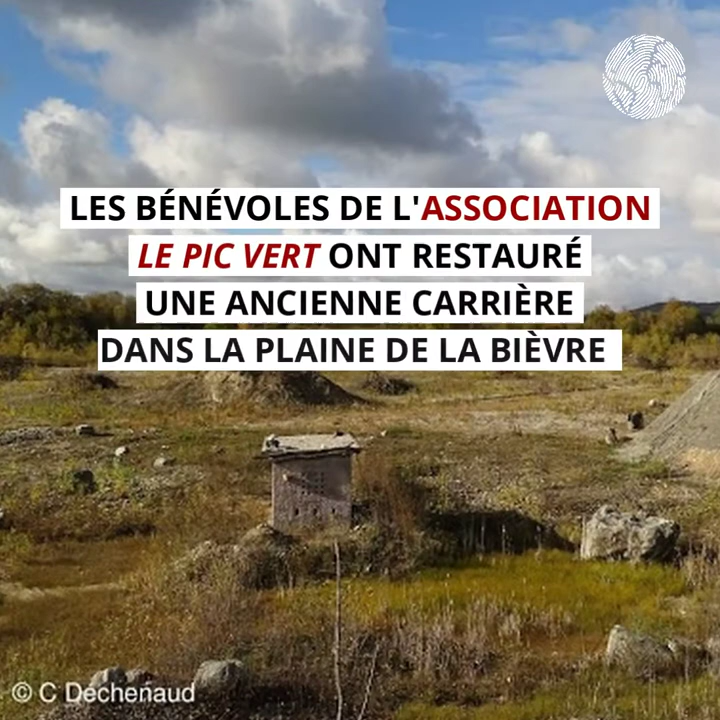 LES BÉNÉVOLES DE L'ASSOCIATION
LE PIC VERT ONT RESTAURÉ
UNE ANCIENNE CARRIÈRE
DANS LA PLAINE DE LA BIÈVRE
© C Dechenaud